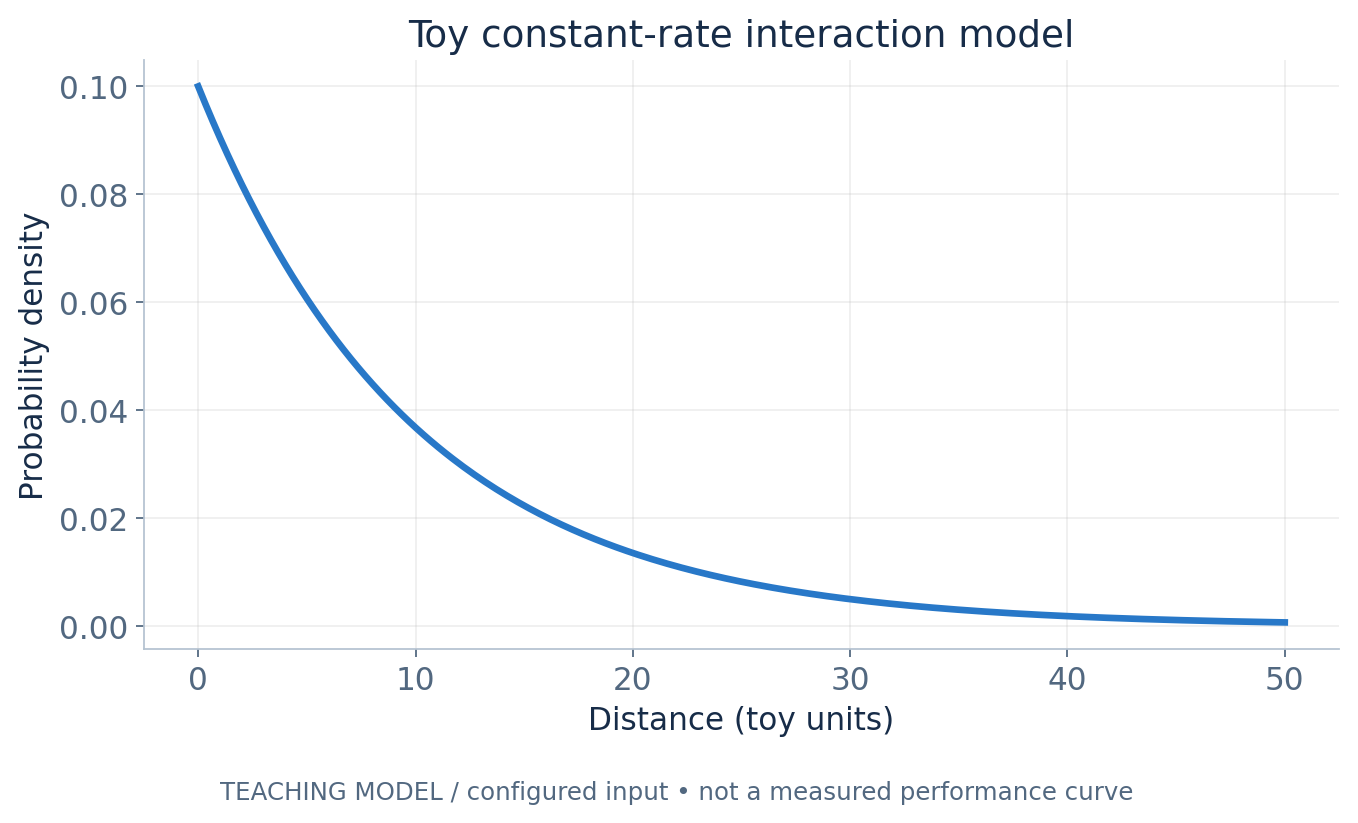 Toy constant-rate interaction model
0.10
0.08
0.06
0.04
0.02
0.00
Probability density
0 10 20 30 40 50
Distance (toy units)
TEACHING MODEL / configured input • not a measured performance curve